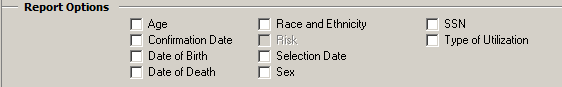 Report Options
Age
Race and Ethnicity
SSN
Confirmation Date
Risk
Type of Utilization
Date of Birth
Selection Date
Date of Death
Sex